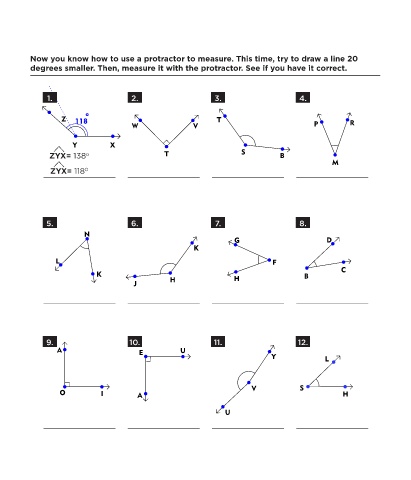 Now you know how to use a protractor to measure. This time, try to draw a line 20
degrees smaller. Then, measure it with the protractor. See if you have it correct.
1. 2. 3. 4.
Z 118° Y X
W V T
T S B
P R M
ZYX= 138°
ZYX= 118°
5. 6. 7. 8.
N L K
K J H
G F H
D B C
9. 10. 11. 12.
A O I
E U A
Y V U
L S H